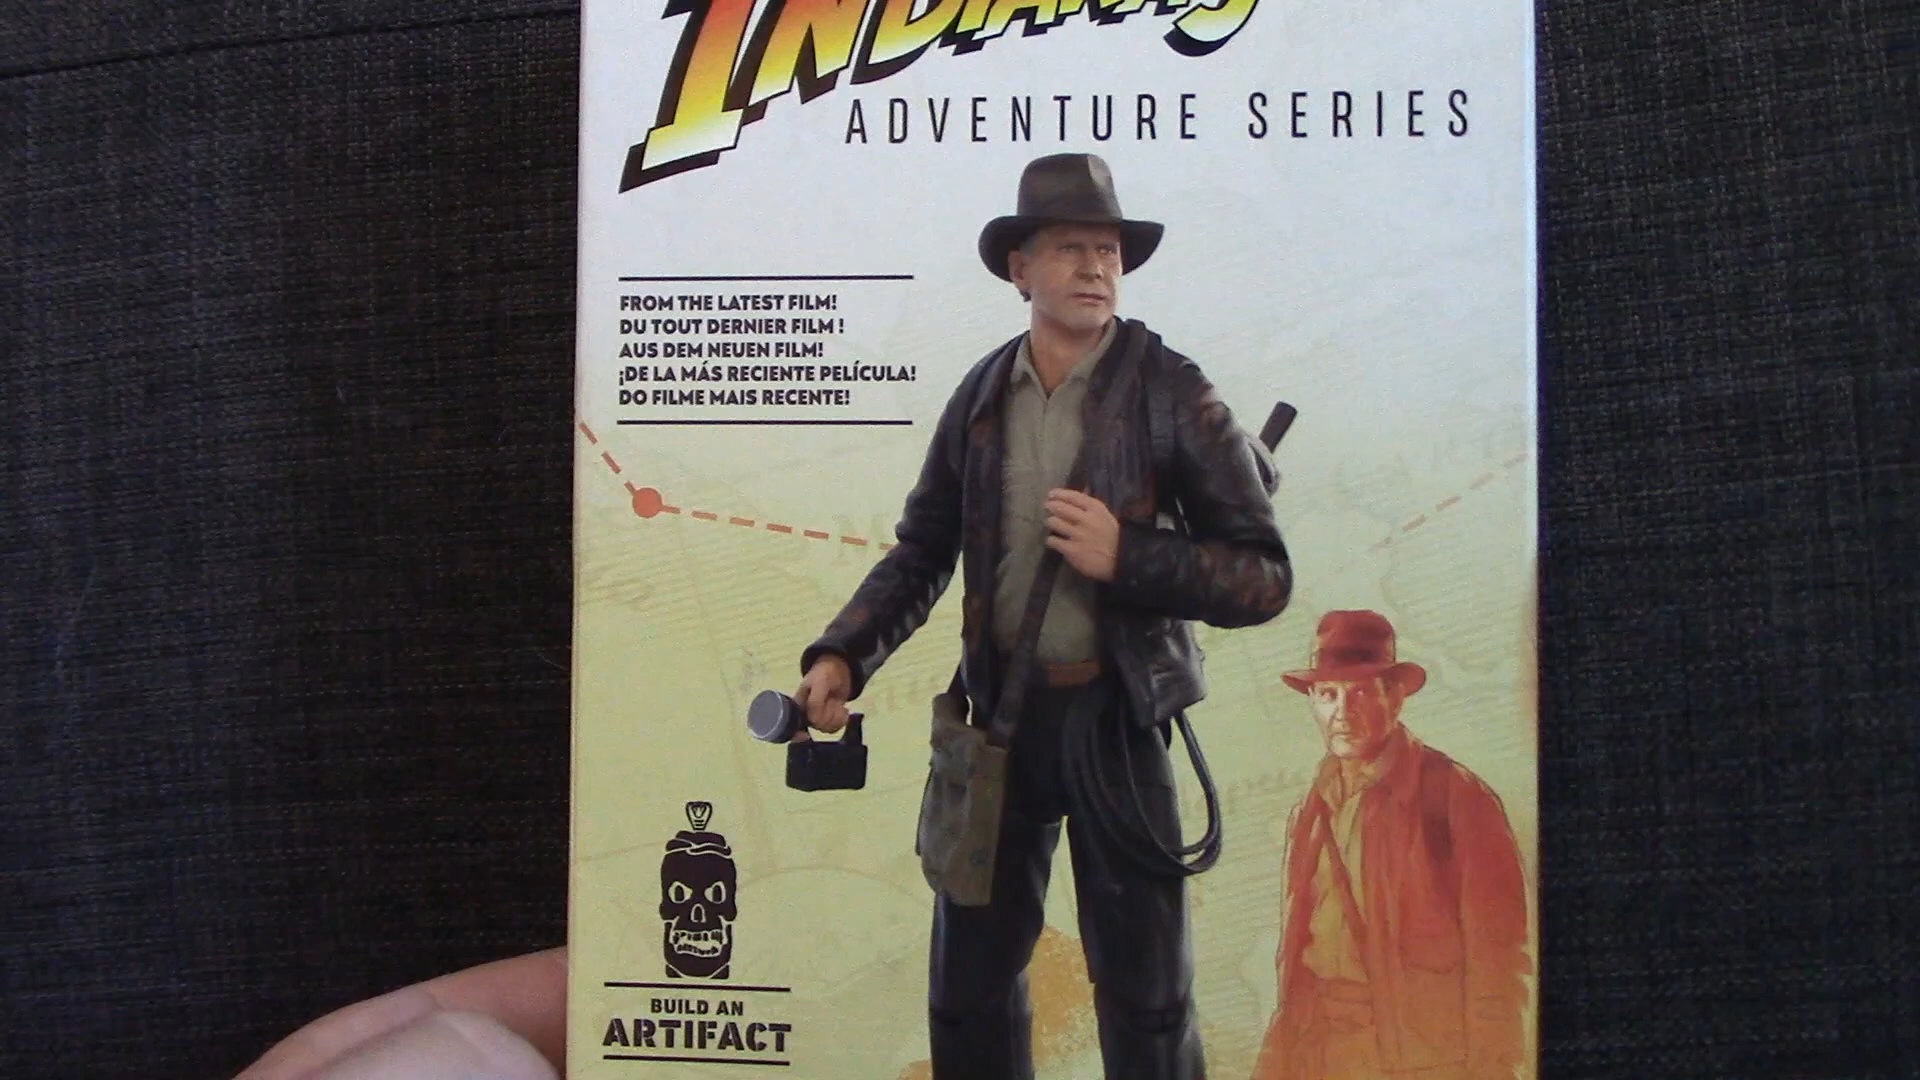 INDIANA J
ADVENTURE SERIES
FROM THE LATEST FILM!
DU TOUT DERNIER FILM !
AUS DEM NEUEN FILM!
¡DE LA MÁS RECIENTE PELÍCULA!
DO FILME MAIS RECENTE!
BUILD AN
ARTIFACT